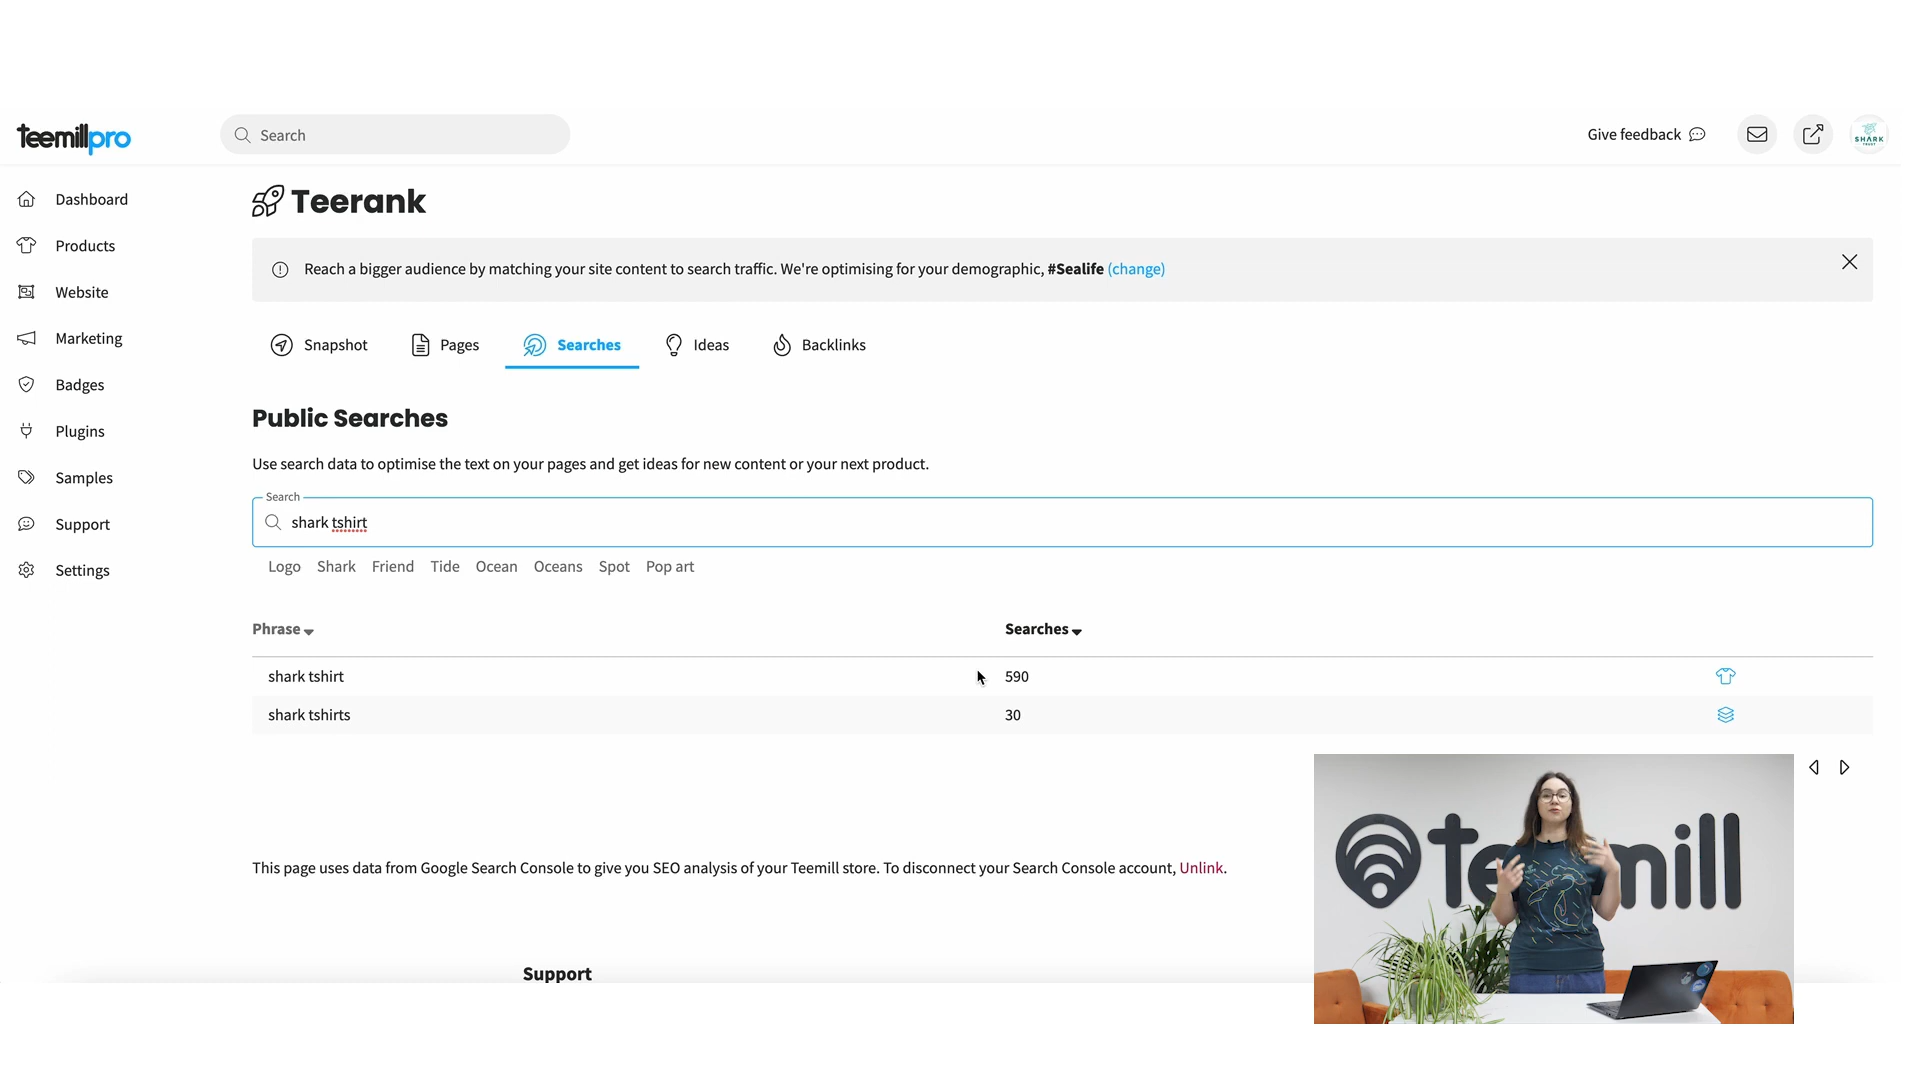 teemillpro
Search
Give feedback
SHARK
TRUST
Dashboard
Products
Website
Marketing
Badges
Plugins
Samples
Support
Settings
Teerank
Reach a bigger audience by matching your site content to search traffic. We're optimising for your demographic, #Sealife (change)
Snapshot
Pages
Searches
Ideas
Backlinks
Public Searches
Use search data to optimise the text on your pages and get ideas for new content or your next product.
Search
shark tshirt
Logo Shark Friend Tide Ocean Oceans Spot Pop art
Phrase Searches
shark tshirt 590
shark tshirts 30
This page uses data from Google Search Console to give you SEO analysis of your Teemill store. To disconnect your Search Console account, Unlink.
Support
teemill